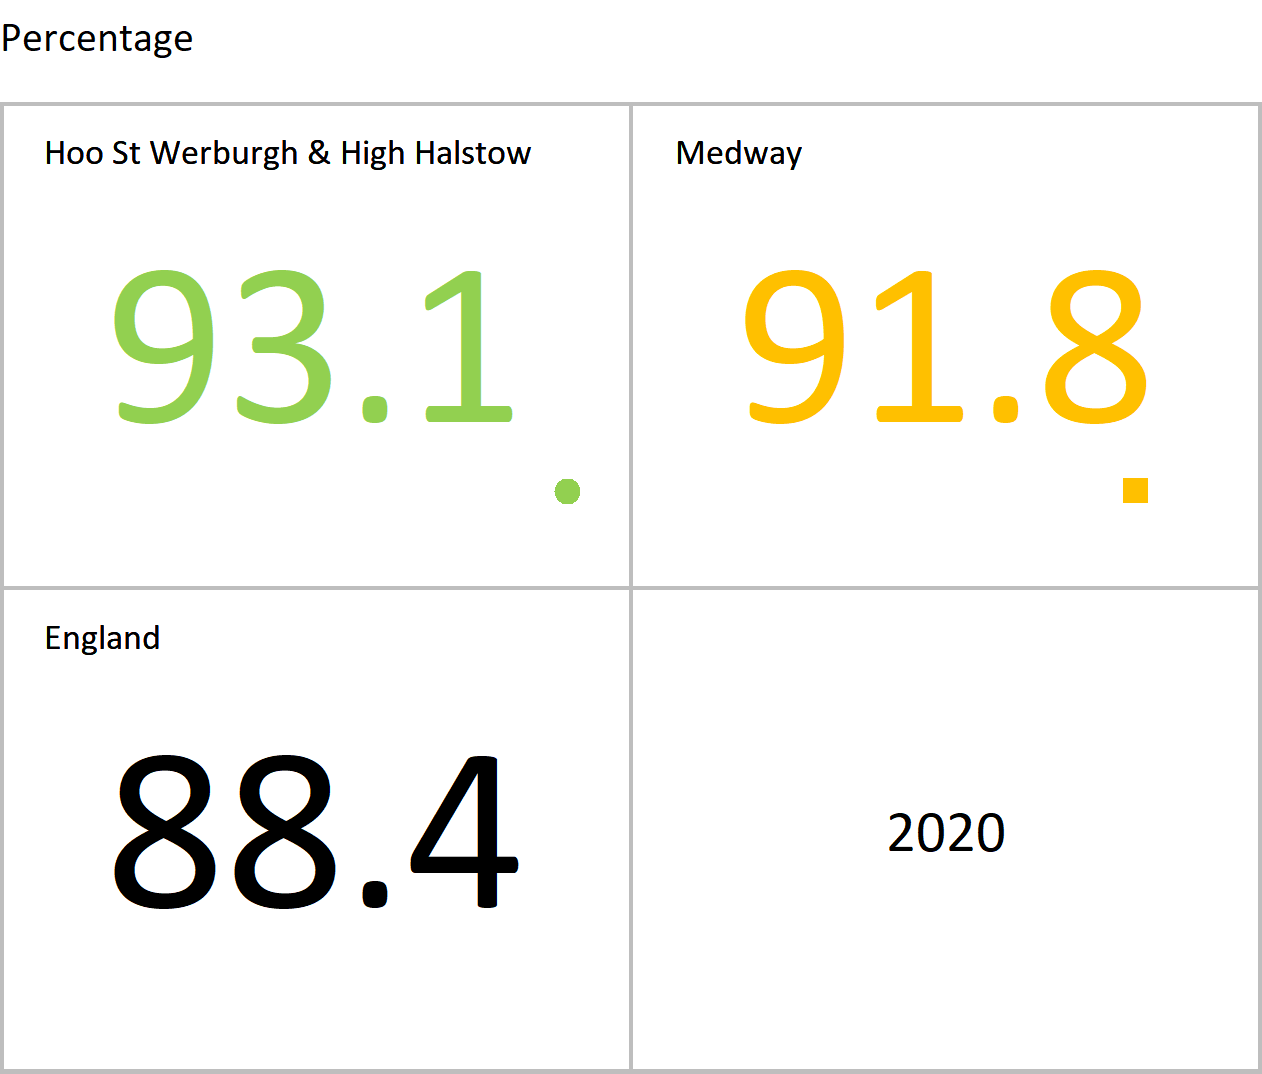 Percentage
Hoo St Werburgh & High Halstow
Medway
93.1
91.8
England
88.4
2020